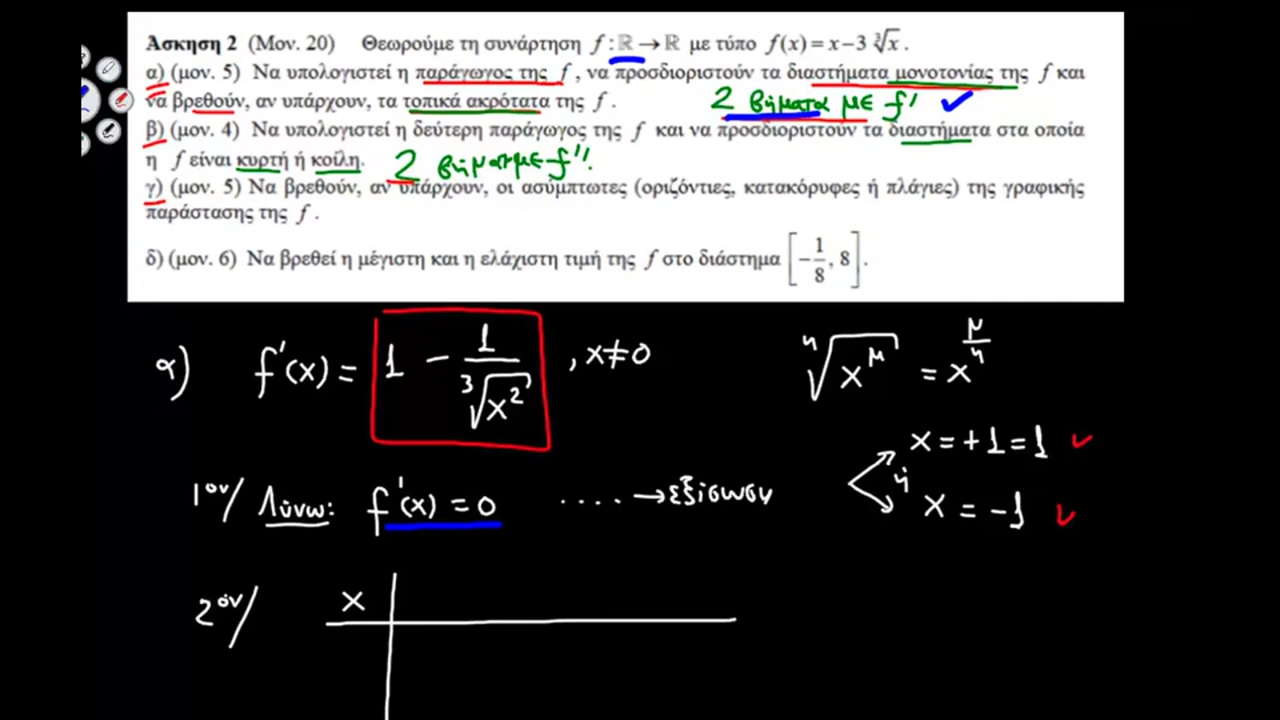 Άσκηση 2 (Μον. 20) Θεωρούμε τη συνάρτηση f : ℝ → ℝ με τύπο f(x) = x − 3 ∛x .
α) (μον. 5) Να υπολογιστεί η παράγωγος της f , να προσδιοριστούν τα διαστήματα μονοτονίας της f και
να βρεθούν, αν υπάρχουν, τα τοπικά ακρότατα της f . 2 βήματα με f' ✓
β) (μον. 4) Να υπολογιστεί η δεύτερη παράγωγος της f και να προσδιοριστούν τα διαστήματα στα οποία
η f είναι κυρτή ή κοίλη. 2 βήματα με f''.
γ) (μον. 5) Να βρεθούν, αν υπάρχουν, οι ασύμπτωτες (οριζόντιες, κατακόρυφες ή πλάγιες) της γραφικής
παράστασης της f .
δ) (μον. 6) Να βρεθεί η μέγιστη και η ελάχιστη τιμή της f στο διάστημα [−1/8, 8].
α) f'(x) = 1 − 1/∛x² , x ≠ 0
ⁿ√x^μ = x^(μ/ν)
x = +1 = 1 ✓
ή
x = −1 ✓
1ον/ Λύνω: f'(x) = 0 .... → εξίσωση
2ον/ x